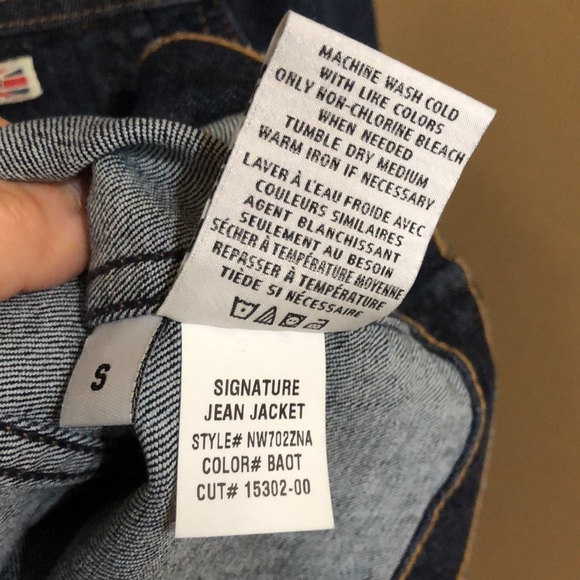 MACHINE WASH COLD
WITH LIKE COLORS
ONLY NON-CHLORINE BLEACH
WHEN NEEDED
TUMBLE DRY MEDIUM
WARM IRON IF NECESSARY
LAVER À L'EAU FROIDE AVEC
COULEURS SIMILAIRES
AGENT BLANCHISSANT
SEULEMENT AU BESOIN
SÉCHER À TEMPÉRATURE MOYENNE
REPASSER À TEMPÉRATURE
TIÈDE SI NÉCESSAIRE
S
SIGNATURE
JEAN JACKET
STYLE# NW702ZNA
COLOR# BAOT
CUT# 15302-00